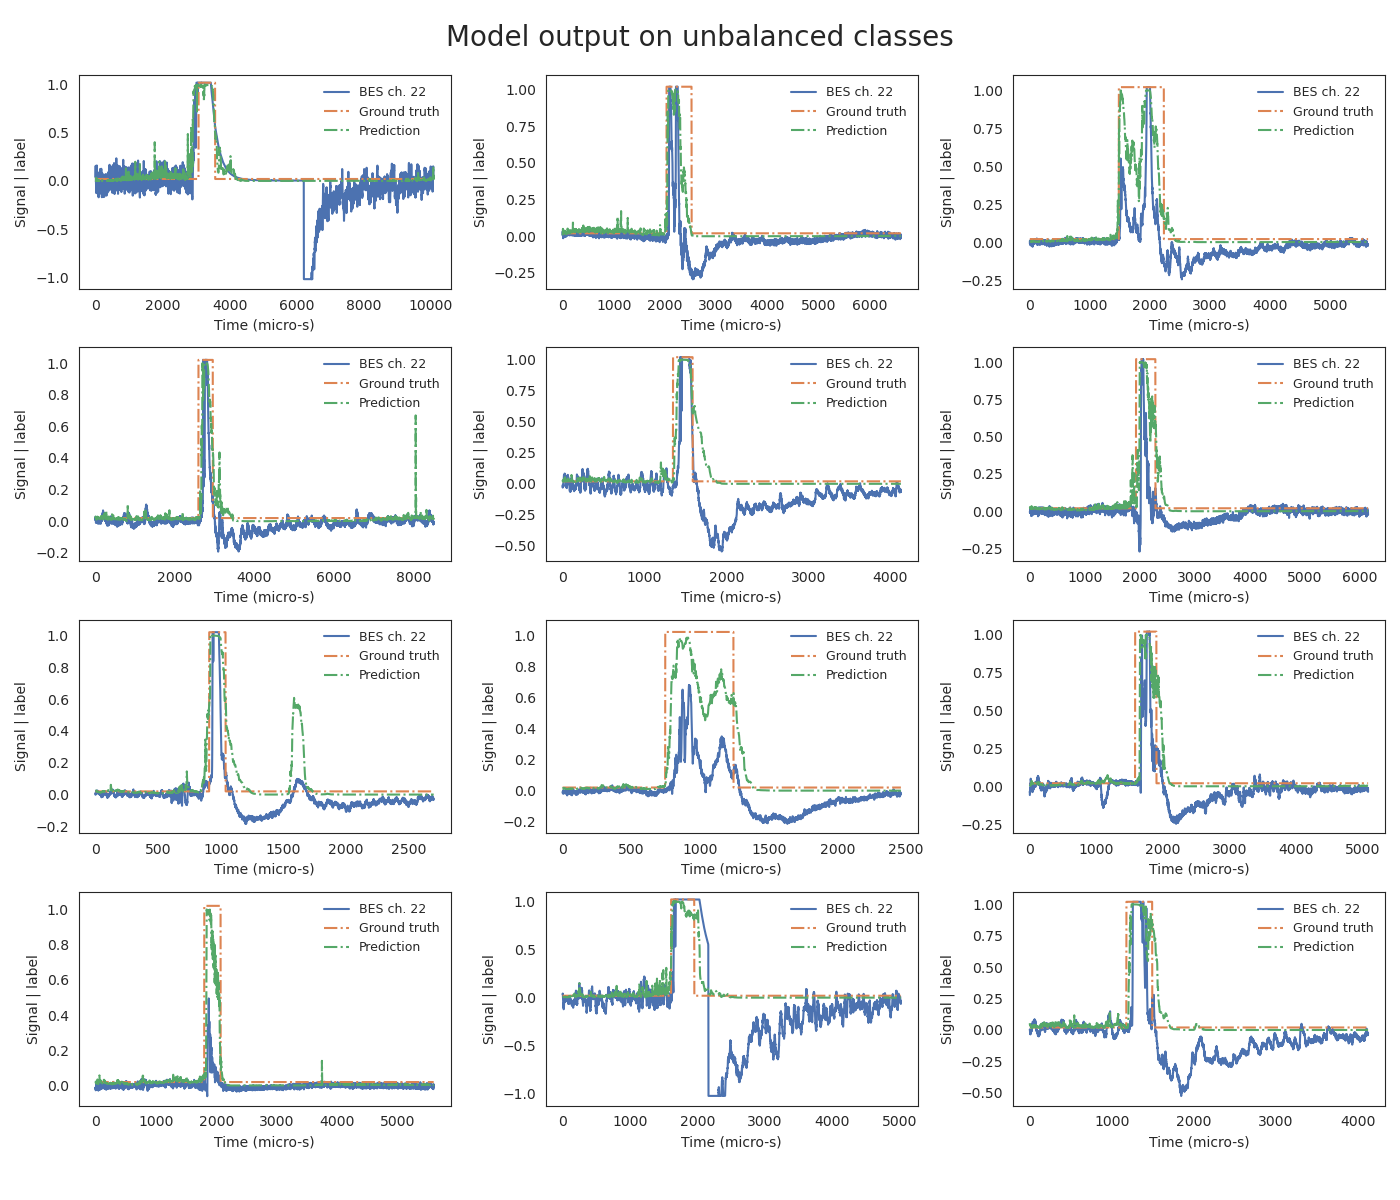 Model output on unbalanced classes
1.0
0.5
0.0
−0.5
−1.0
Signal | label
BES ch. 22
Ground truth
Prediction
0 2000 4000 6000 8000 10000
Time (micro-s)
1.00
0.75
0.50
0.25
0.00
−0.25
Signal | label
BES ch. 22
Ground truth
Prediction
0 1000 2000 3000 4000 5000 6000
Time (micro-s)
1.00
0.75
0.50
0.25
0.00
−0.25
Signal | label
BES ch. 22
Ground truth
Prediction
0 1000 2000 3000 4000 5000
Time (micro-s)
1.0
0.8
0.6
0.4
0.2
0.0
−0.2
Signal | label
BES ch. 22
Ground truth
Prediction
0 2000 4000 6000 8000
Time (micro-s)
1.00
0.75
0.50
0.25
0.00
−0.25
−0.50
Signal | label
BES ch. 22
Ground truth
Prediction
0 1000 2000 3000 4000
Time (micro-s)
1.00
0.75
0.50
0.25
0.00
−0.25
Signal | label
BES ch. 22
Ground truth
Prediction
0 1000 2000 3000 4000 5000 6000
Time (micro-s)
1.0
0.8
0.6
0.4
0.2
0.0
−0.2
Signal | label
BES ch. 22
Ground truth
Prediction
0 500 1000 1500 2000 2500
Time (micro-s)
1.0
0.8
0.6
0.4
0.2
0.0
−0.2
Signal | label
BES ch. 22
Ground truth
Prediction
0 500 1000 1500 2000 2500
Time (micro-s)
1.00
0.75
0.50
0.25
0.00
−0.25
Signal | label
BES ch. 22
Ground truth
Prediction
0 1000 2000 3000 4000 5000
Time (micro-s)
1.0
0.8
0.6
0.4
0.2
0.0
Signal | label
BES ch. 22
Ground truth
Prediction
0 1000 2000 3000 4000 5000
Time (micro-s)
1.0
0.5
0.0
−0.5
−1.0
Signal | label
BES ch. 22
Ground truth
Prediction
0 1000 2000 3000 4000 5000
Time (micro-s)
1.00
0.75
0.50
0.25
0.00
−0.25
−0.50
Signal | label
BES ch. 22
Ground truth
Prediction
0 1000 2000 3000 4000
Time (micro-s)